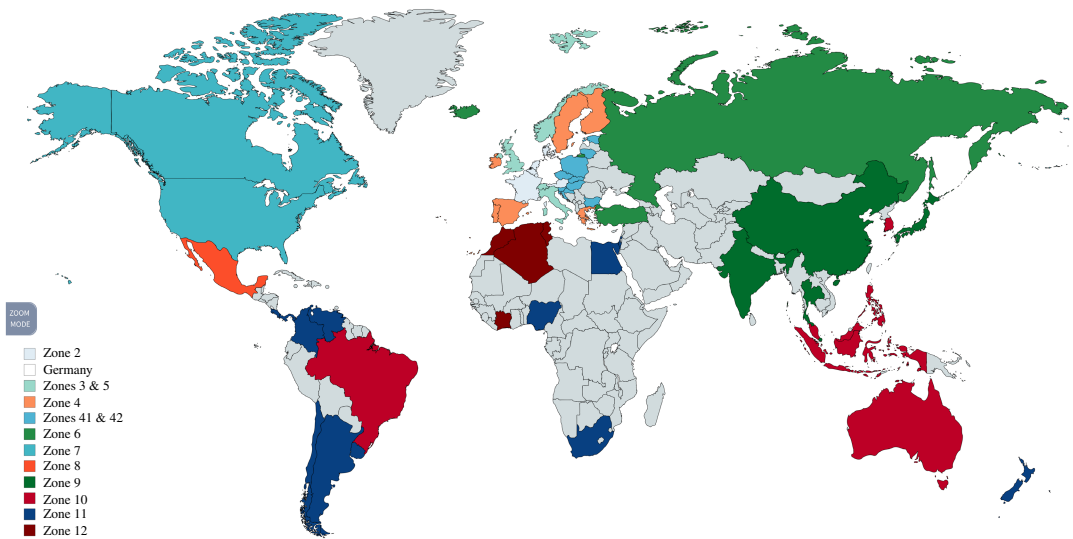 ZOOM
MODE
Zone 2
Germany
Zones 3 & 5
Zone 4
Zones 41 & 42
Zone 6
Zone 7
Zone 8
Zone 9
Zone 10
Zone 11
Zone 12